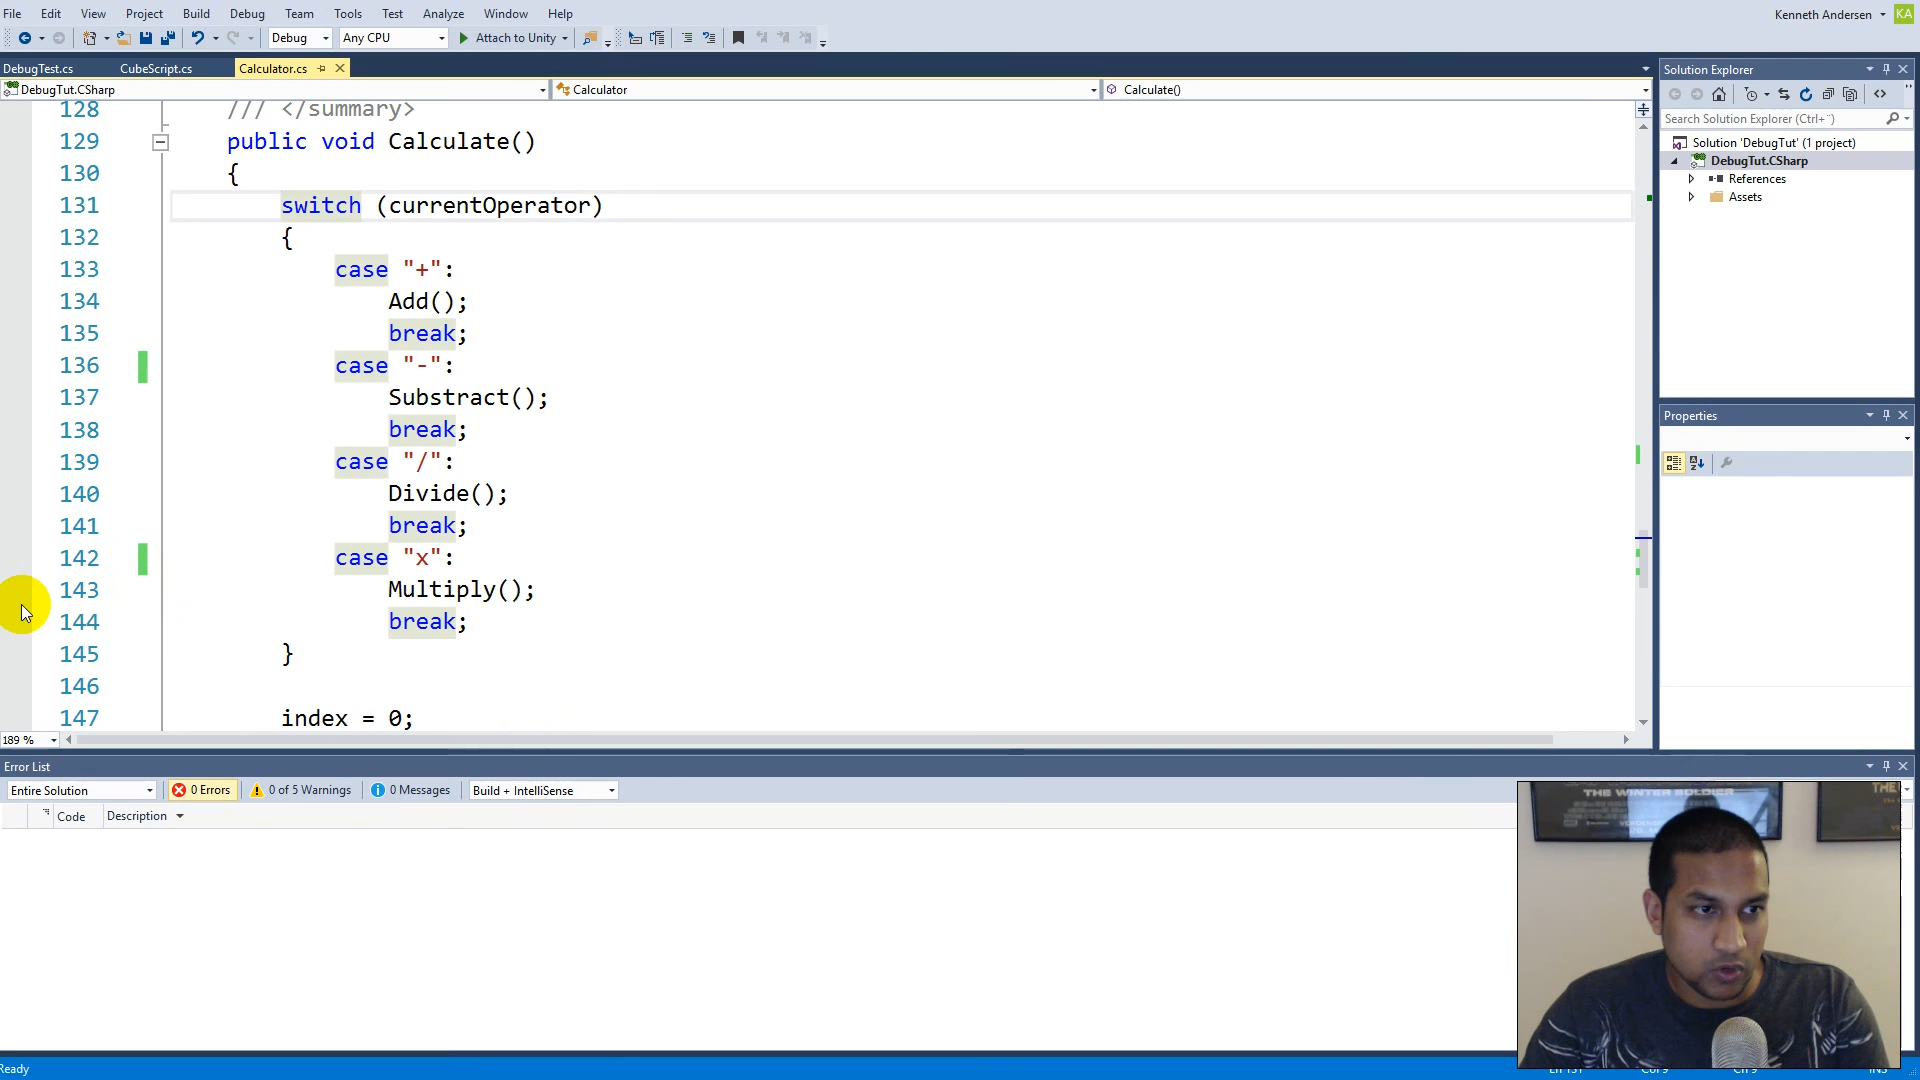 File Edit View Project Build Debug Team Tools Test Analyze Window Help
Kenneth Andersen KA
Debug Any CPU Attach to Unity
DebugTest.cs CubeScript.cs Calculator.cs
DebugTut.CSharp Calculator Calculate()
128 /// </summary>
129 public void Calculate()
130 {
131 switch (currentOperator)
132 {
133 case "+":
134 Add();
135 break;
136 case "-":
137 Substract();
138 break;
139 case "/":
140 Divide();
141 break;
142 case "x":
143 Multiply();
144 break;
145 }
146
147 index = 0;
189 %
Solution Explorer
Search Solution Explorer (Ctrl+¨)
Solution 'DebugTut' (1 project)
DebugTut.CSharp
References
Assets
Properties
Error List
Entire Solution 0 Errors 0 of 5 Warnings 0 Messages Build + IntelliSense
Code Description
THE WINTER SOLDIER
THE
Ready